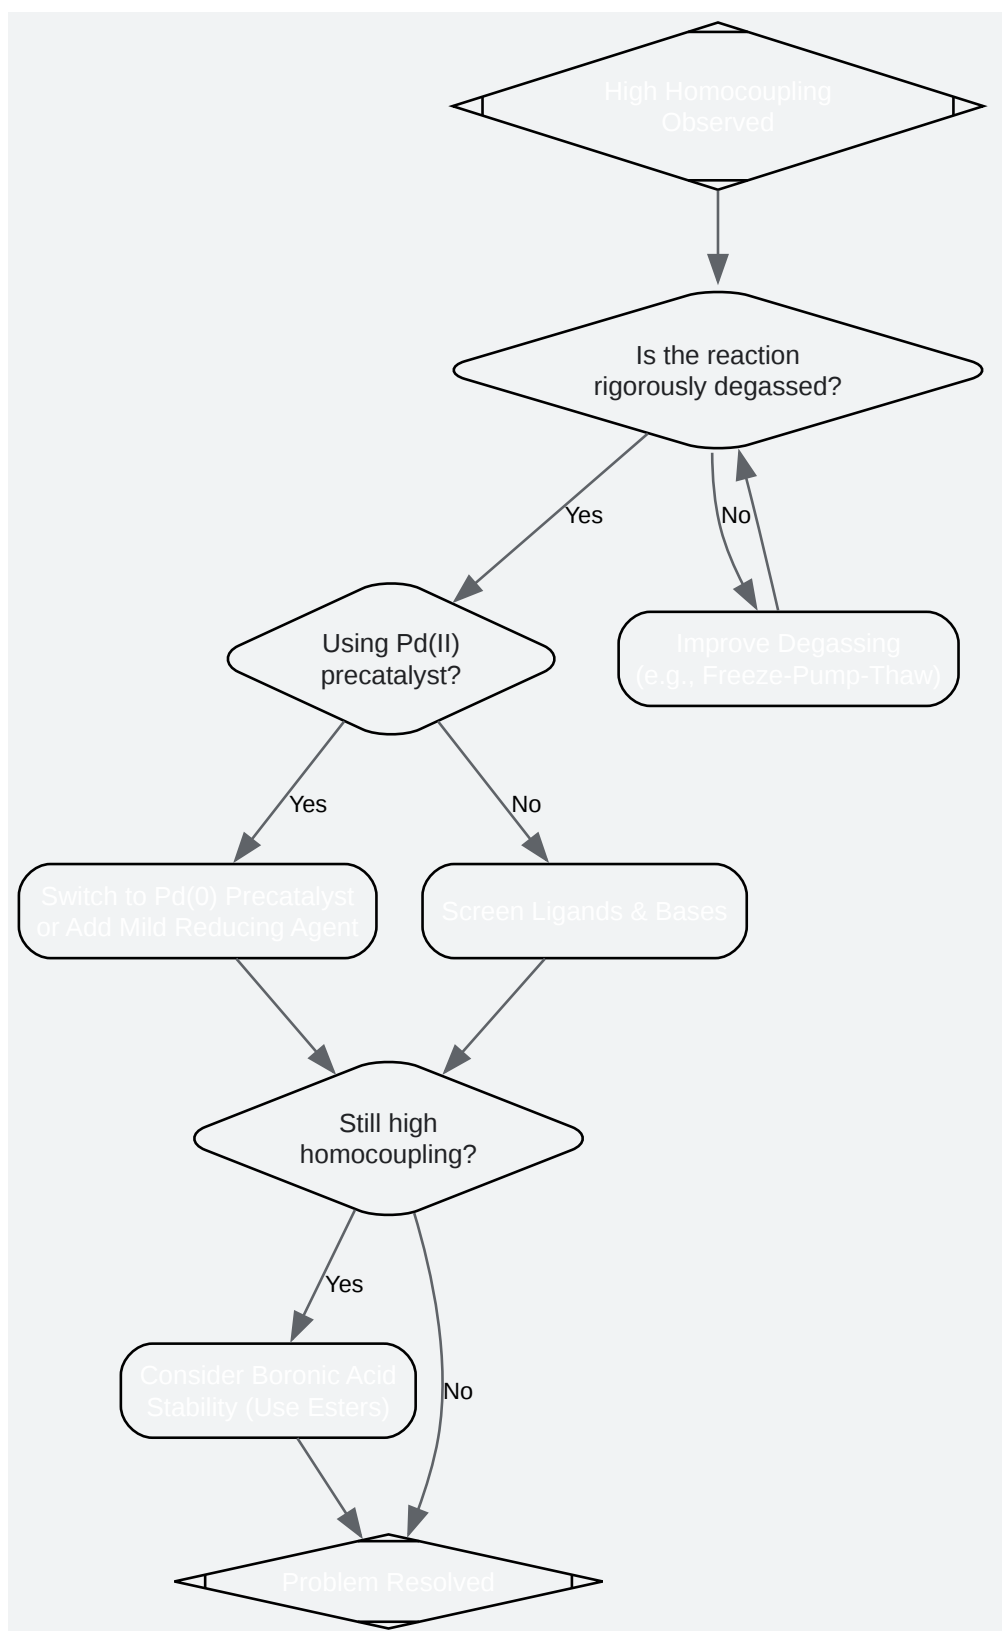 High Homocoupling
Observed
Is the reaction
rigorously degassed?
Yes
No
Using Pd(II)
precatalyst?
Improve Degassing
(e.g., Freeze-Pump-Thaw)
Yes
No
Switch to Pd(0) Precatalyst
or Add Mild Reducing Agent
Screen Ligands & Bases
Still high
homocoupling?
Yes
Consider Boronic Acid
Stability (Use Esters)
No
Problem Resolved